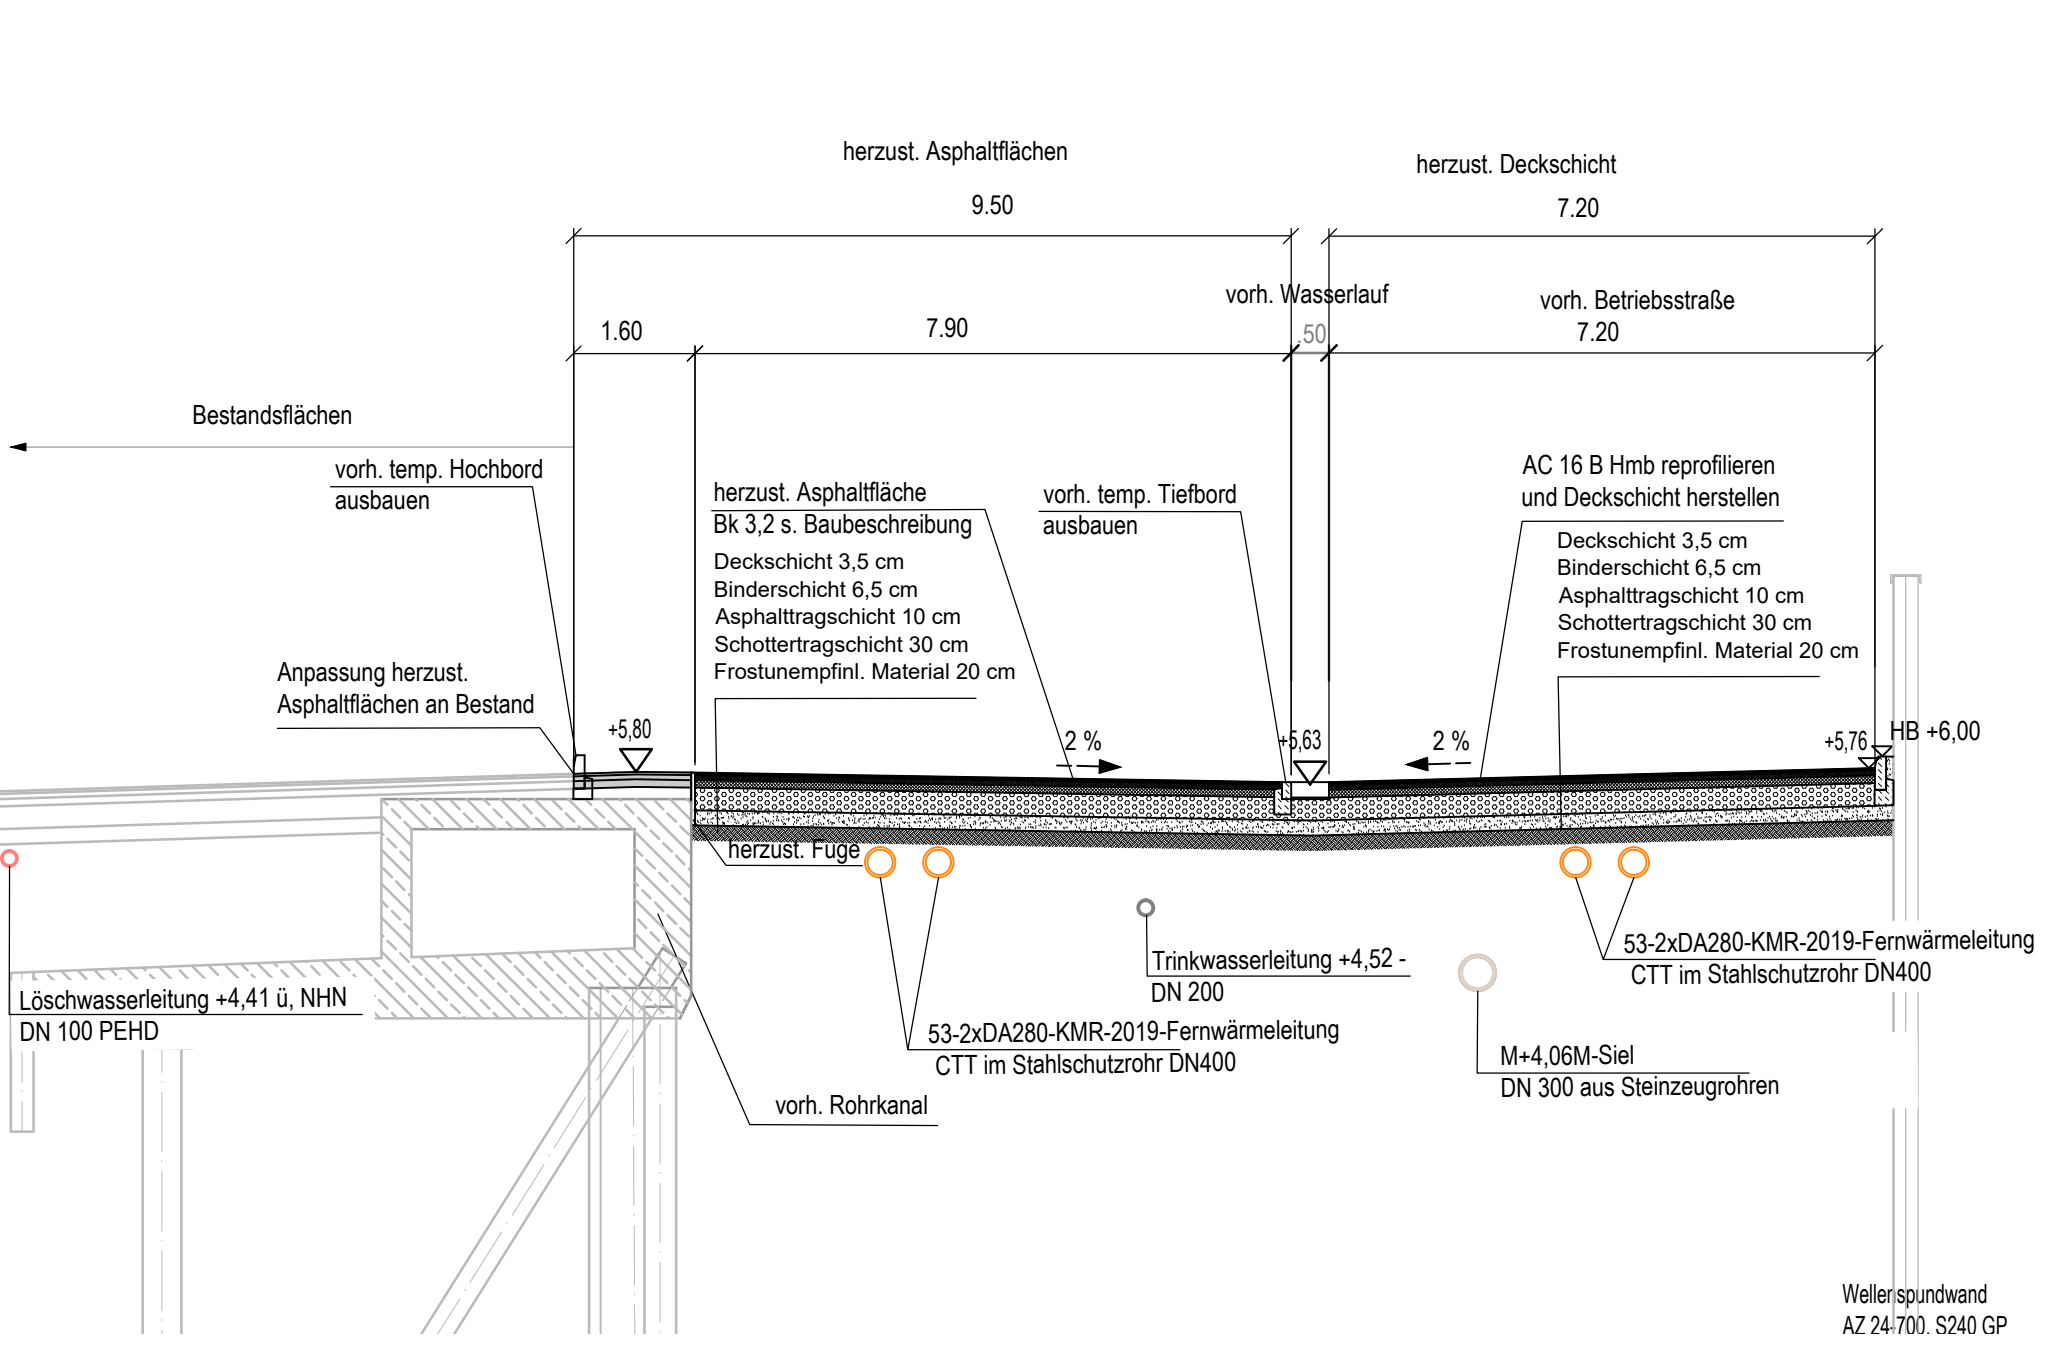 herzust. Asphaltflächen
9.50
herzust. Deckschicht
7.20
vorh. Wasserlauf
.50
vorh. Betriebsstraße
7.20
1.60
7.90
Bestandsflächen
vorh. temp. Hochbord
ausbauen
herzust. Asphaltfläche
Bk 3,2 s. Baubeschreibung
Deckschicht 3,5 cm
Binderschicht 6,5 cm
Asphalttragschicht 10 cm
Schottertragschicht 30 cm
Frostunempfinl. Material 20 cm
vorh. temp. Tiefbord
ausbauen
AC 16 B Hmb reprofilieren
und Deckschicht herstellen
Deckschicht 3,5 cm
Binderschicht 6,5 cm
Asphalttragschicht 10 cm
Schottertragschicht 30 cm
Frostunempfinl. Material 20 cm
Anpassung herzust.
Asphaltflächen an Bestand
+5,80
2 %
+5,63
2 %
+5,76
HB +6,00
herzust. Fuge
Löschwasserleitung +4,41 ü, NHN
DN 100 PEHD
Trinkwasserleitung +4,52 -
DN 200
53-2xDA280-KMR-2019-Fernwärmeleitung
CTT im Stahlschutzrohr DN400
53-2xDA280-KMR-2019-Fernwärmeleitung
CTT im Stahlschutzrohr DN400
M+4,06M-Siel
DN 300 aus Steinzeugrohren
vorh. Rohrkanal
Wellenspundwand
AZ 24-700, S240 GP